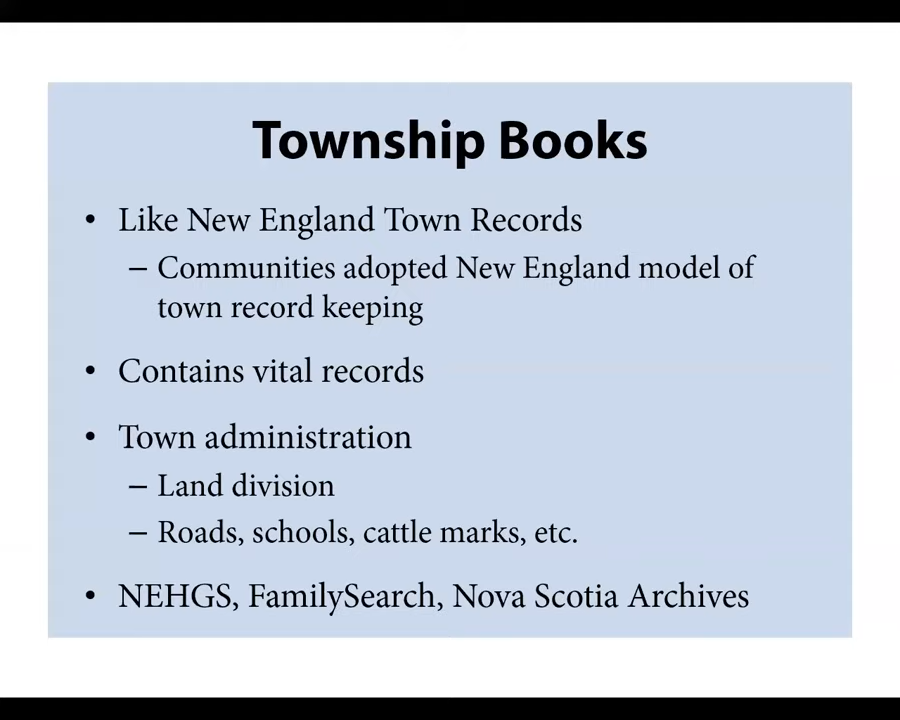 Township Books
• Like New England Town Records
– Communities adopted New England model of
town record keeping
• Contains vital records
• Town administration
– Land division
– Roads, schools, cattle marks, etc.
• NEHGS, FamilySearch, Nova Scotia Archives